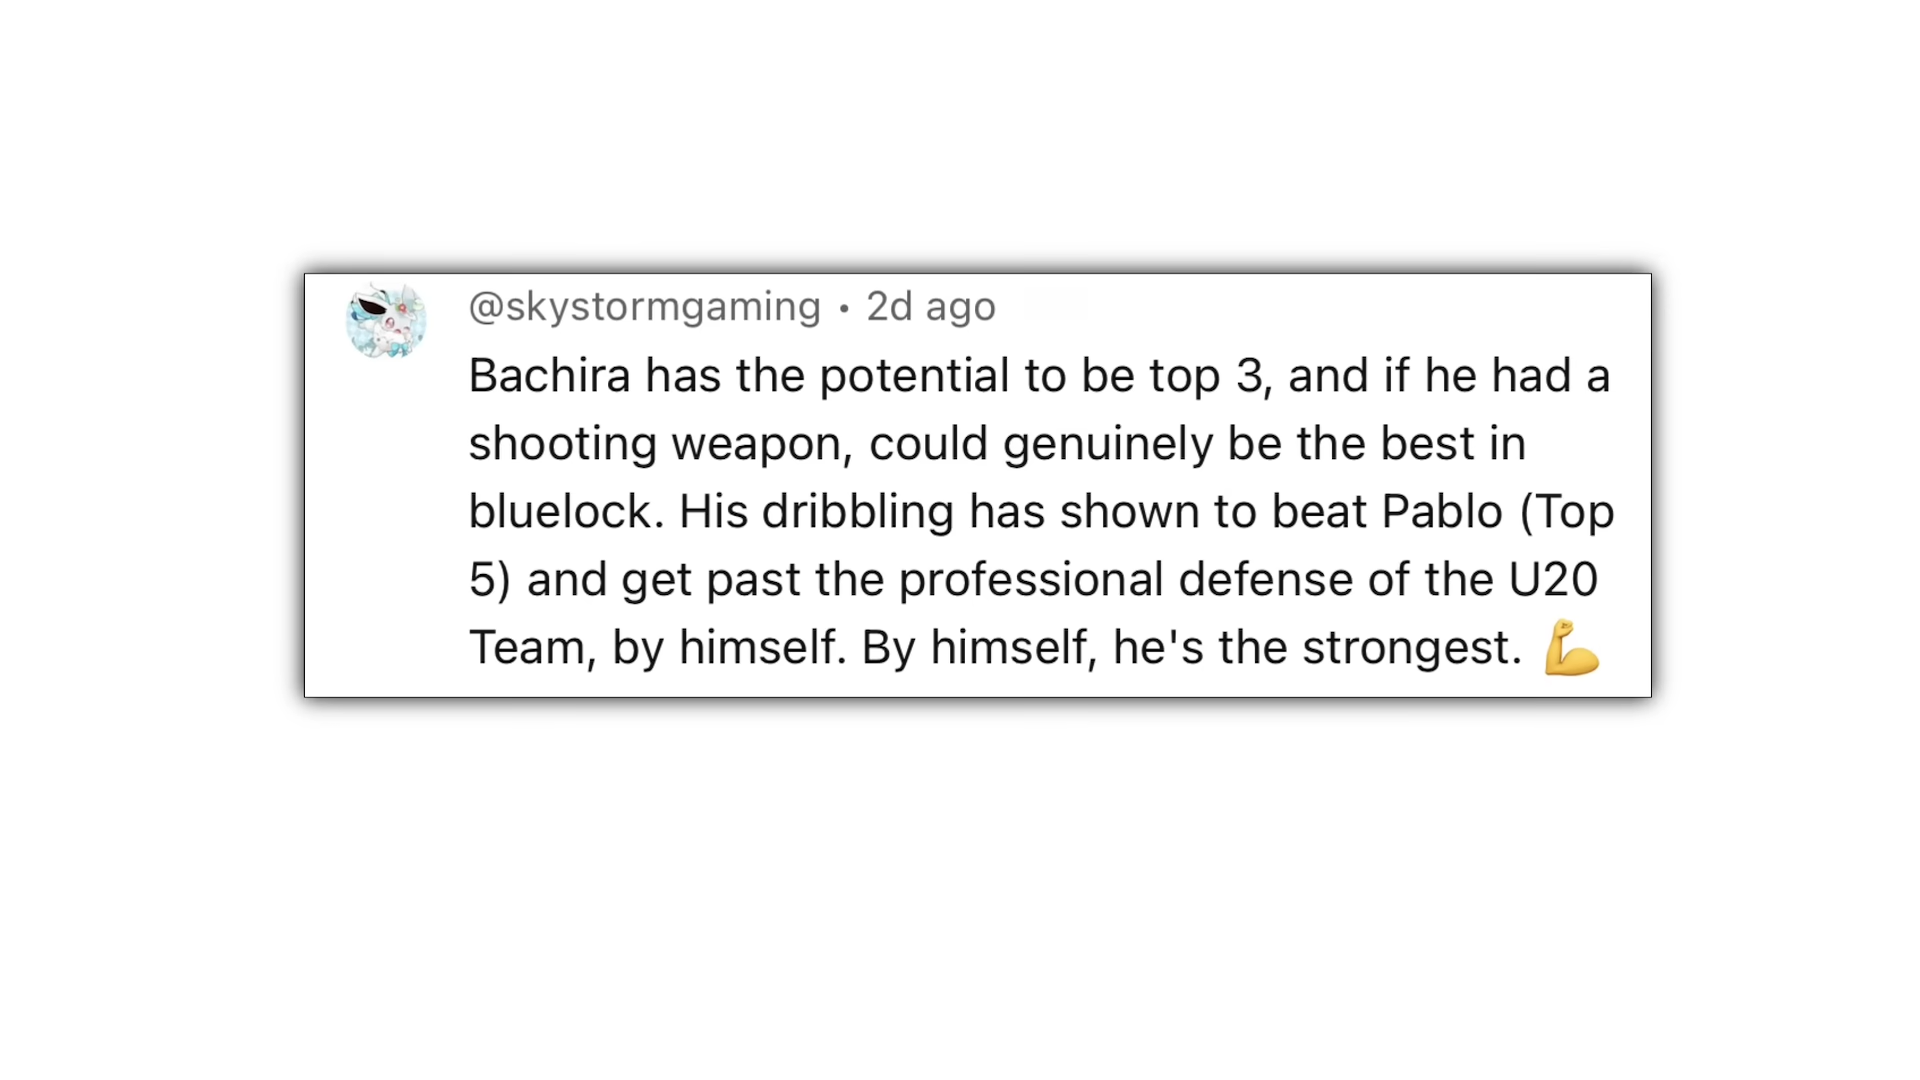 @skystormgaming • 2d ago
Bachira has the potential to be top 3, and if he had a
shooting weapon, could genuinely be the best in
bluelock. His dribbling has shown to beat Pablo (Top
5) and get past the professional defense of the U20
Team, by himself. By himself, he's the strongest. 💪